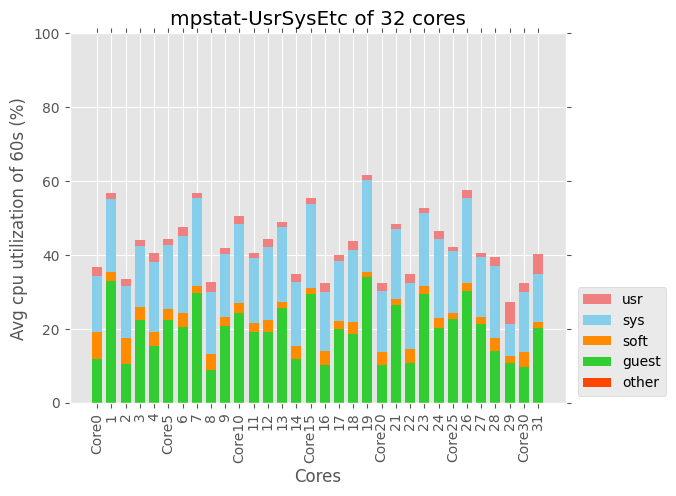 mpstat-UsrSysEtc of 32 cores
100
80
60
40
20
0
Avg cpu utilization of 60s (%)
Core0
1
2
3
4
Core5
6
7
8
9
Core10
11
12
13
14
Core15
16
17
18
19
Core20
21
22
23
24
Core25
26
27
28
29
Core30
31
Cores
usr
sys
soft
guest
other